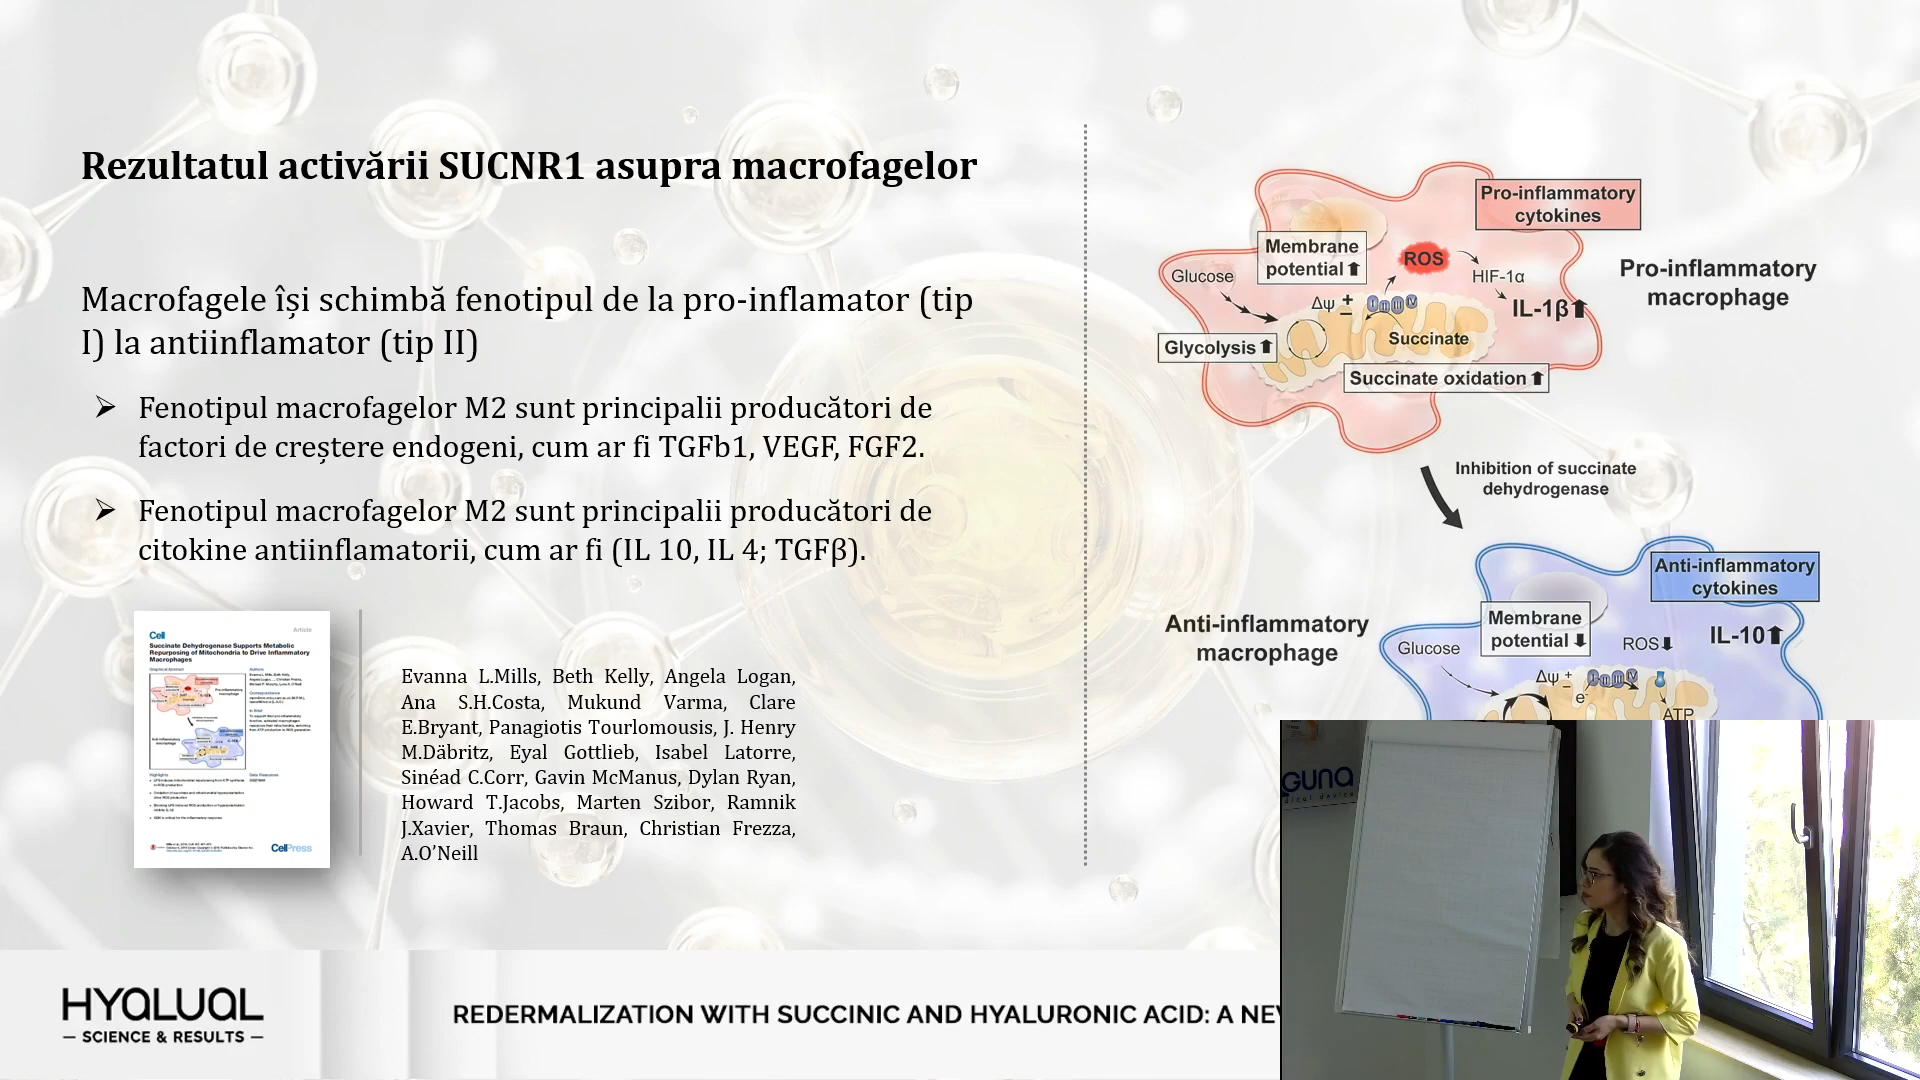 Rezultatul activării SUCNR1 asupra macrofagelor
Macrofagele își schimbă fenotipul de la pro-inflamator (tip
I) la antiinflamator (tip II)
Fenotipul macrofagelor M2 sunt principalii producători de
factori de creștere endogeni, cum ar fi TGFb1, VEGF, FGF2.
Fenotipul macrofagelor M2 sunt principalii producători de
citokine antiinflamatorii, cum ar fi (IL 10, IL 4; TGFβ).
Article
Cell
Succinate Dehydrogenase Supports Metabolic
Repurposing of Mitochondria to Drive Inflammatory
Macrophages
CellPress
Evanna L.Mills, Beth Kelly, Angela Logan,
Ana S.H.Costa, Mukund Varma, Clare
E.Bryant, Panagiotis Tourlomousis, J. Henry
M.Däbritz, Eyal Gottlieb, Isabel Latorre,
Sinéad C.Corr, Gavin McManus, Dylan Ryan,
Howard T.Jacobs, Marten Szibor, Ramnik
J.Xavier, Thomas Braun, Christian Frezza,
A.O'Neill
Pro-inflammatory
cytokines
Membrane
potential
ROS
Glucose
HIF-1α
Pro-inflammatory
macrophage
Δψ + −
I II III IV
IL-1β
Succinate
Glycolysis
Succinate oxidation
Inhibition of succinate
dehydrogenase
Anti-inflammatory
cytokines
Anti-inflammatory
macrophage
Membrane
potential
ROS
IL-10
Glucose
Δψ + −
I II III IV
e-
ATP
GUNA
HYALUAL
SCIENCE & RESULTS
REDERMALIZATION WITH SUCCINIC AND HYALURONIC ACID: A NEW